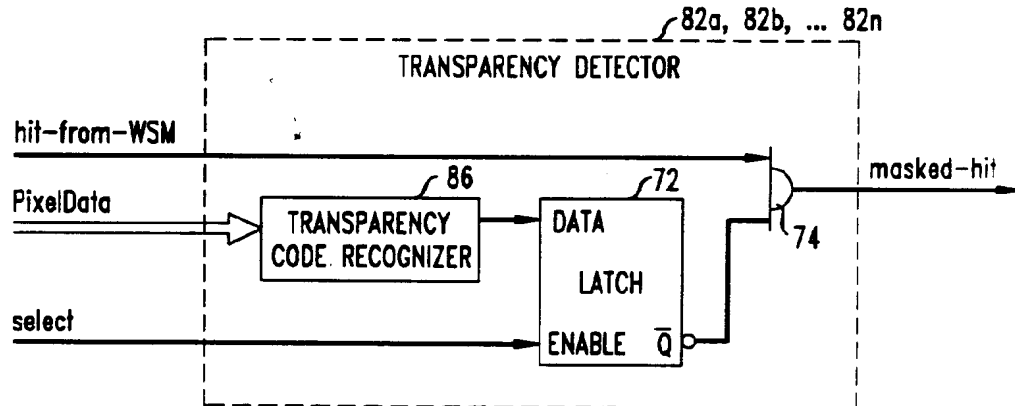 82a, 82b, ... 82n
TRANSPARENCY DETECTOR
hit-from-WSM
masked-hit
86
72
PixelData
TRANSPARENCY
CODE RECOGNIZER
DATA
74
LATCH
select
ENABLE Q̅